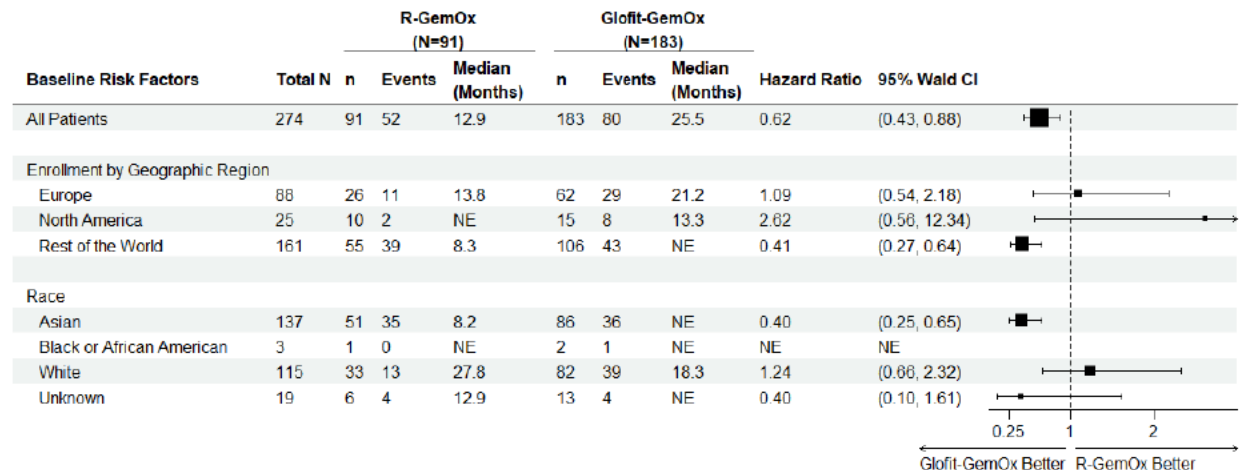 R-GemOx Glofit-GemOx
(N=91) (N=183)
Baseline Risk Factors Total N n Events Median (Months) n Events Median (Months) Hazard Ratio 95% Wald CI
All Patients 274 91 52 12.9 183 80 25.5 0.62 (0.43, 0.88)
Enrollment by Geographic Region
Europe 88 26 11 13.8 62 29 21.2 1.09 (0.54, 2.18)
North America 25 10 2 NE 15 8 13.3 2.62 (0.56, 12.34)
Rest of the World 161 55 39 8.3 106 43 NE 0.41 (0.27, 0.64)
Race
Asian 137 51 35 8.2 86 36 NE 0.40 (0.25, 0.65)
Black or African American 3 1 0 NE 2 1 NE NE NE
White 115 33 13 27.8 82 39 18.3 1.24 (0.66, 2.32)
Unknown 19 6 4 12.9 13 4 NE 0.40 (0.10, 1.61)
0.25 1 2
Glofit-GemOx Better R-GemOx Better